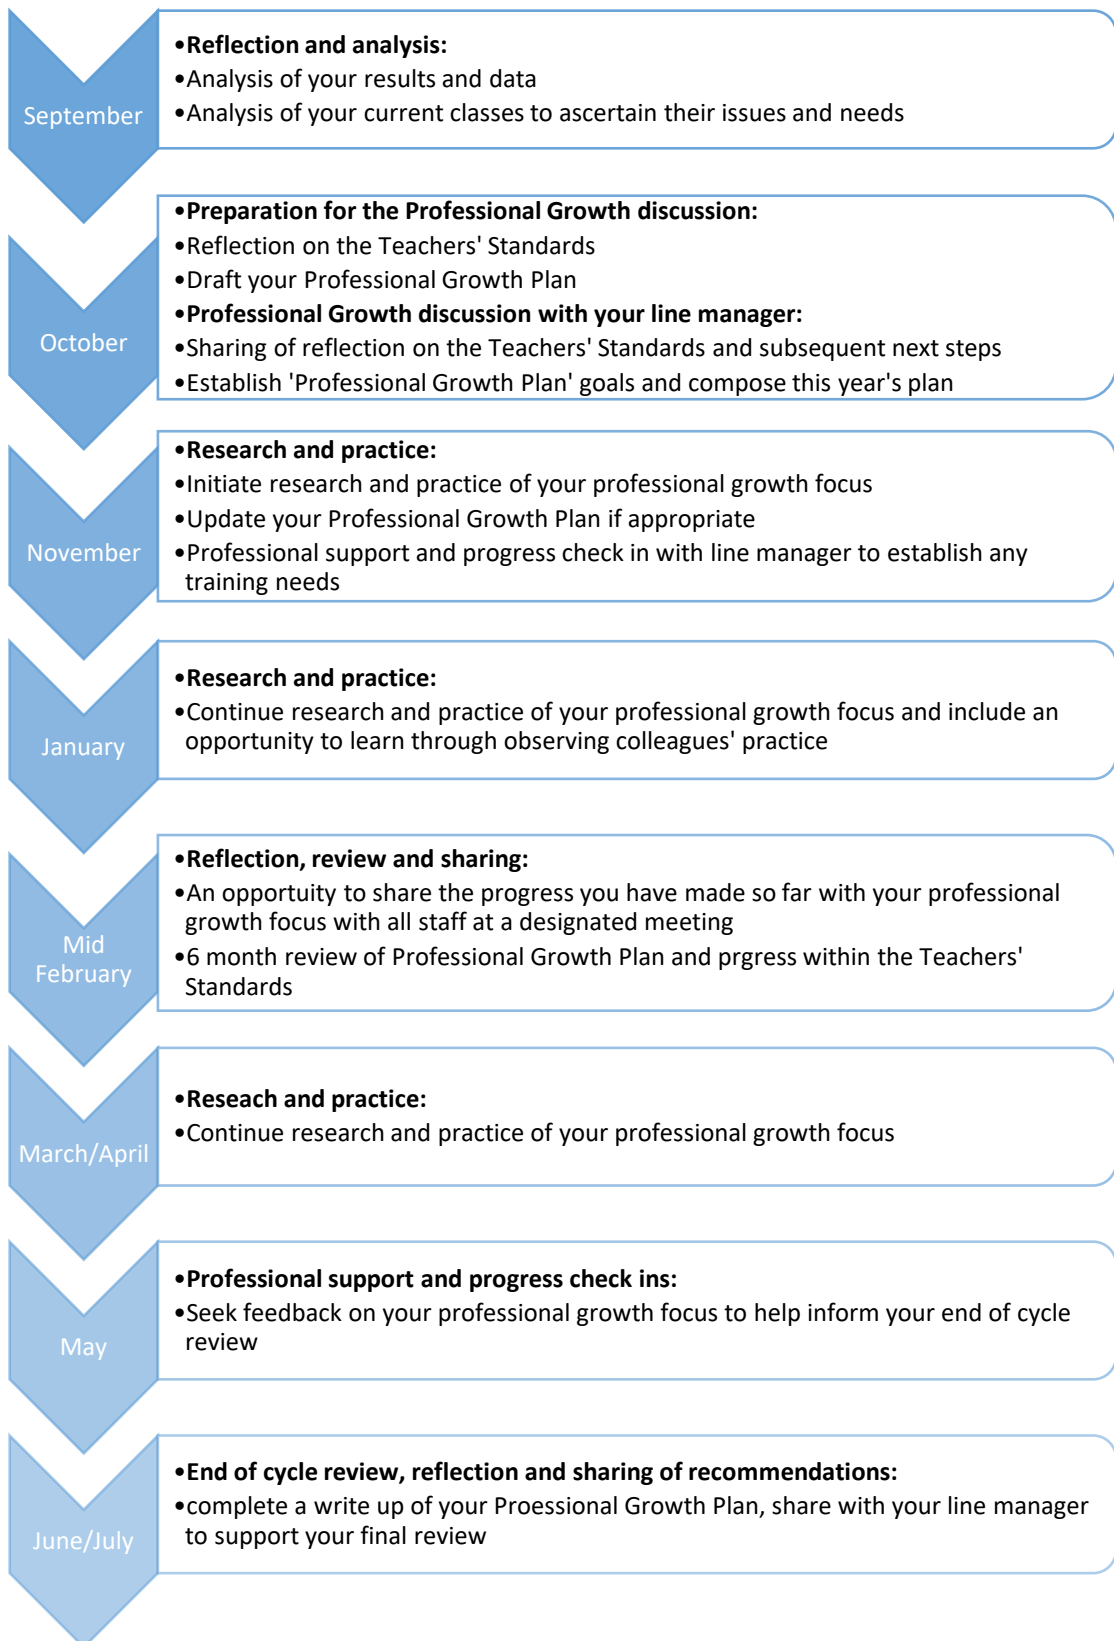 September
•Reflection and analysis:
•Analysis of your results and data
•Analysis of your current classes to ascertain their issues and needs
October
•Preparation for the Professional Growth discussion:
•Reflection on the Teachers' Standards
•Draft your Professional Growth Plan
•Professional Growth discussion with your line manager:
•Sharing of reflection on the Teachers' Standards and subsequent next steps
•Establish 'Professional Growth Plan' goals and compose this year's plan
November
•Research and practice:
•Initiate research and practice of your professional growth focus
•Update your Professional Growth Plan if appropriate
•Professional support and progress check in with line manager to establish any
training needs
January
•Research and practice:
•Continue research and practice of your professional growth focus and include an
opportunity to learn through observing colleagues' practice
Mid
February
•Reflection, review and sharing:
•An opportuity to share the progress you have made so far with your professional
growth focus with all staff at a designated meeting
•6 month review of Professional Growth Plan and prgress within the Teachers'
Standards
March/April
•Reseach and practice:
•Continue research and practice of your professional growth focus
May
•Professional support and progress check ins:
•Seek feedback on your professional growth focus to help inform your end of cycle
review
June/July
•End of cycle review, reflection and sharing of recommendations:
•complete a write up of your Proessional Growth Plan, share with your line manager
to support your final review